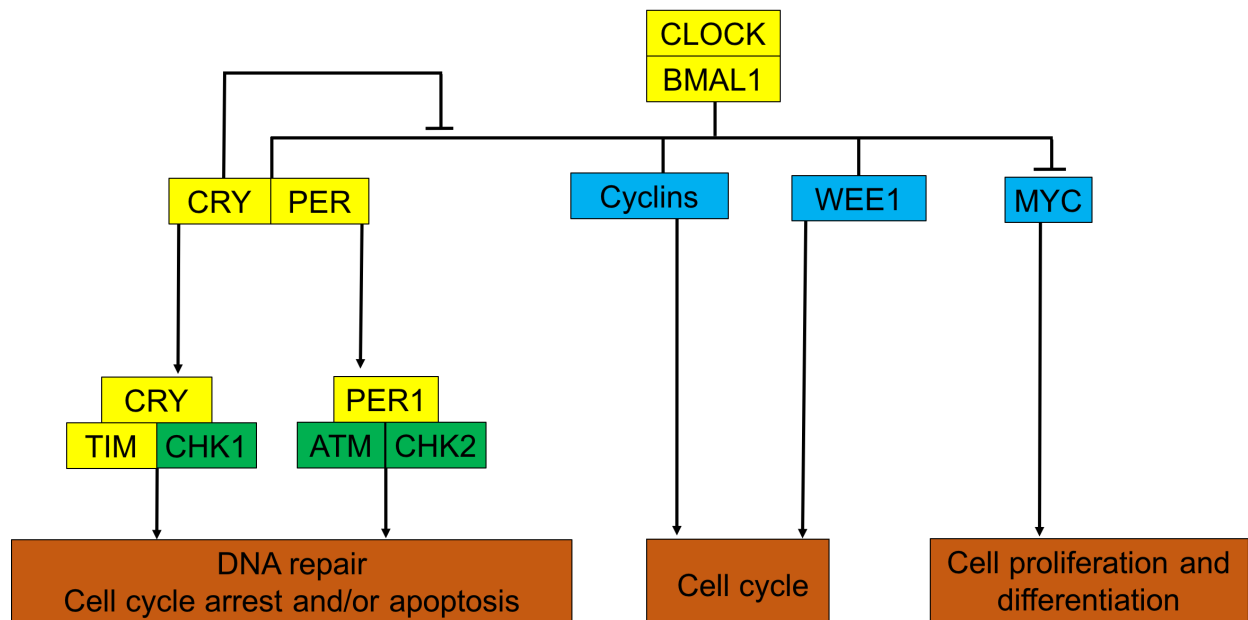 CLOCK
BMAL1
CRY
PER
Cyclins
WEE1
MYC
CRY
TIM
CHK1
PER1
ATM
CHK2
DNA repair
Cell cycle arrest and/or apoptosis
Cell cycle
Cell proliferation and
differentiation